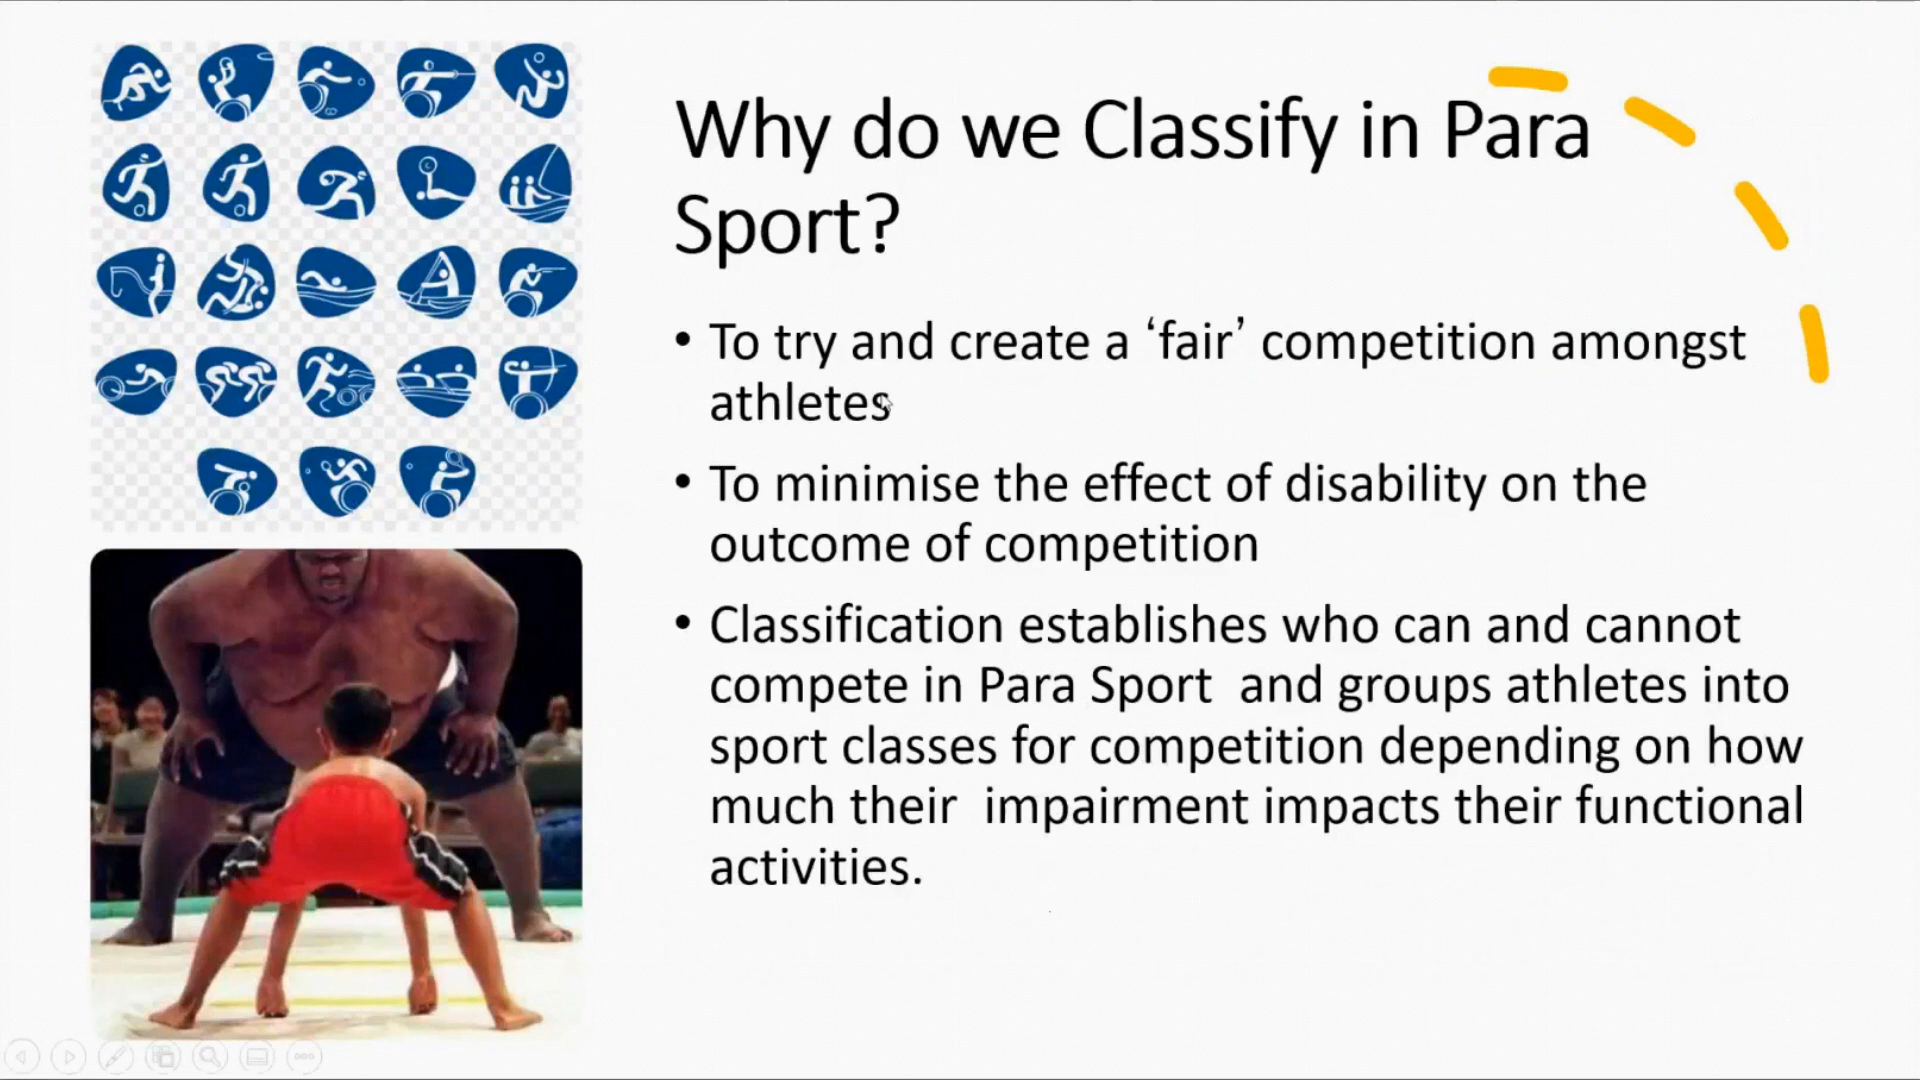 Why do we Classify in Para
Sport?
• To try and create a ‘fair’ competition amongst
athletes
• To minimise the effect of disability on the
outcome of competition
• Classification establishes who can and cannot
compete in Para Sport  and groups athletes into
sport classes for competition depending on how
much their  impairment impacts their functional
activities.